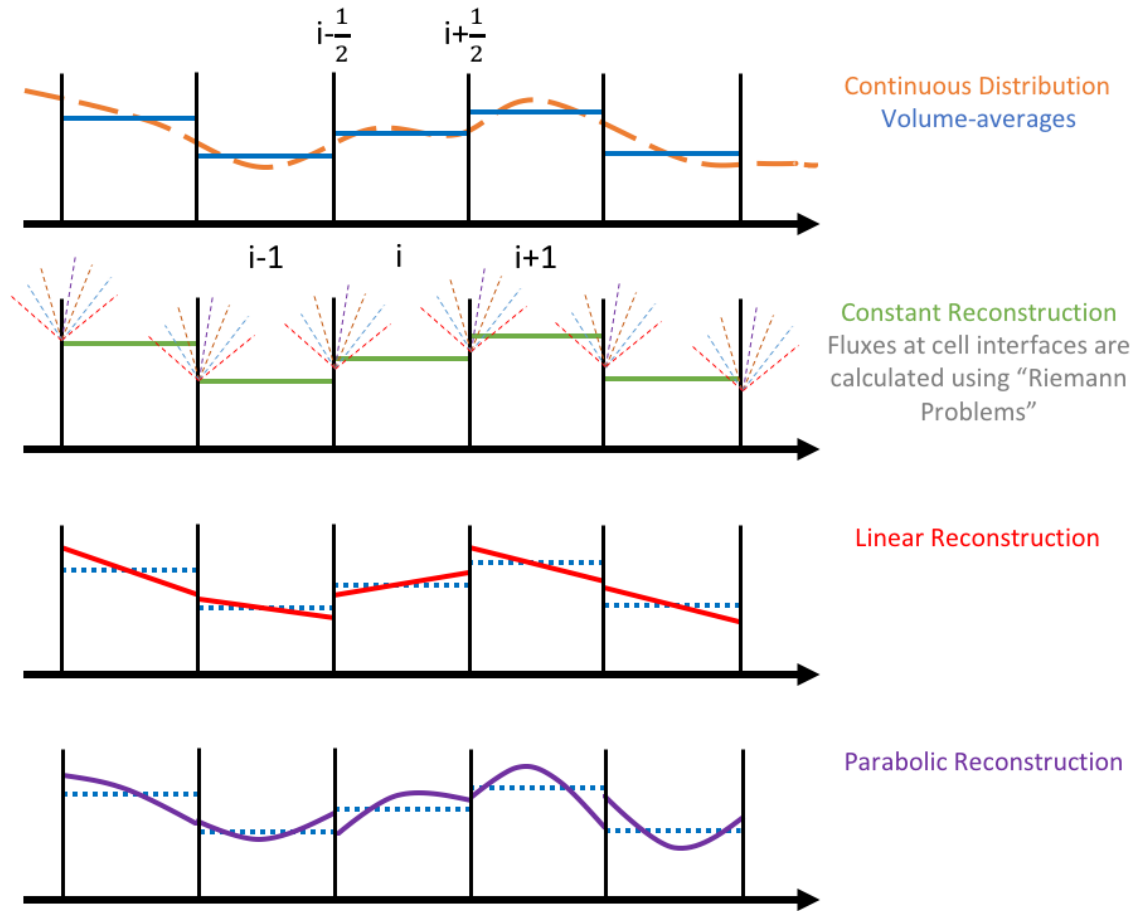 i-1/2 i+1/2
Continuous Distribution
Volume-averages
i-1 i i+1
Constant Reconstruction
Fluxes at cell interfaces are
calculated using “Riemann
Problems”
Linear Reconstruction
Parabolic Reconstruction